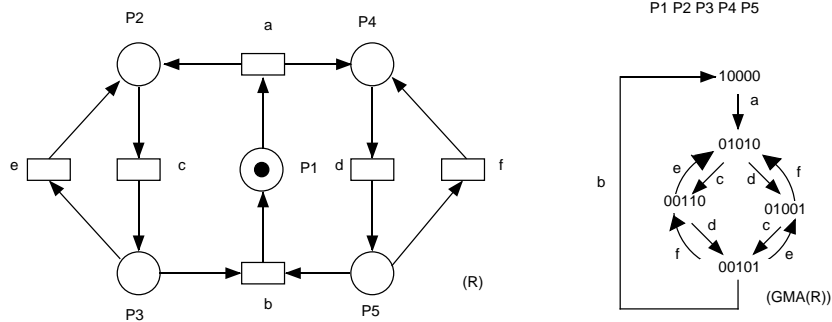 P1 P2 P3 P4 P5
P2
a
P4
10000
a
01010
e
c
P1
d
f
b
e
c
d
f
00110
01001
d
c
f
e
00101
P3
b
P5
(R)
(GMA(R))